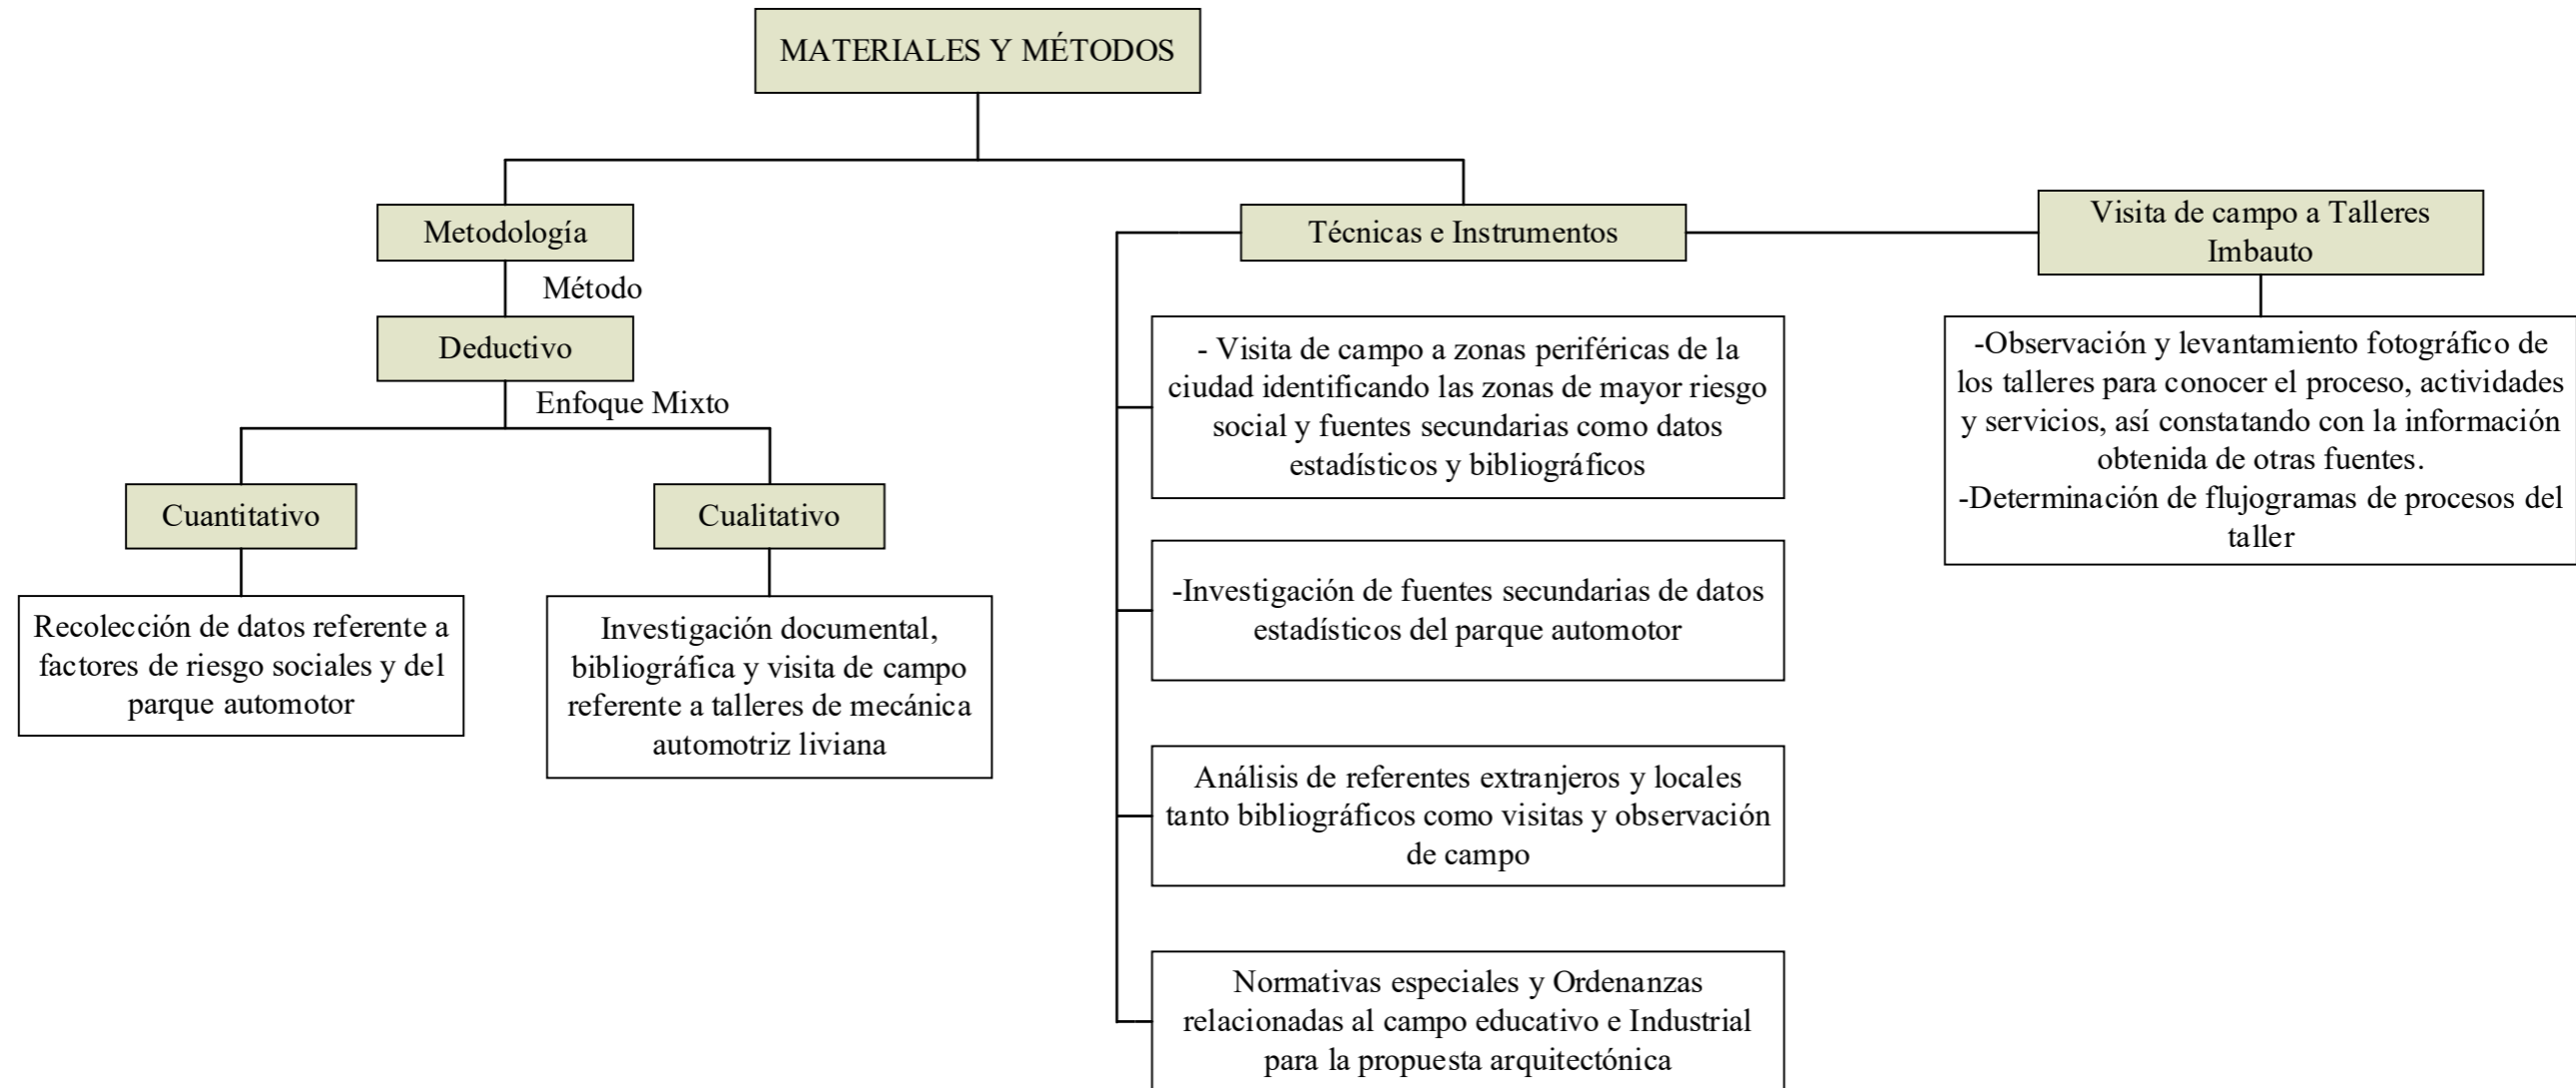 MATERIALES Y MÉTODOS
Metodología
Método
Deductivo
Enfoque Mixto
Cuantitativo
Recolección de datos referente a
factores de riesgo sociales y del
parque automotor
Cualitativo
Investigación documental,
bibliográfica y visita de campo
referente a talleres de mecánica
automotriz liviana
Técnicas e Instrumentos
- Visita de campo a zonas periféricas de la
ciudad identificando las zonas de mayor riesgo
social y fuentes secundarias como datos
estadísticos y bibliográficos
-Investigación de fuentes secundarias de datos
estadísticos del parque automotor
Análisis de referentes extranjeros y locales
tanto bibliográficos como visitas y observación
de campo
Normativas especiales y Ordenanzas
relacionadas al campo educativo e Industrial
para la propuesta arquitectónica
Visita de campo a Talleres
Imbauto
-Observación y levantamiento fotográfico de
los talleres para conocer el proceso, actividades
y servicios, así constatando con la información
obtenida de otras fuentes.
-Determinación de flujogramas de procesos del
taller